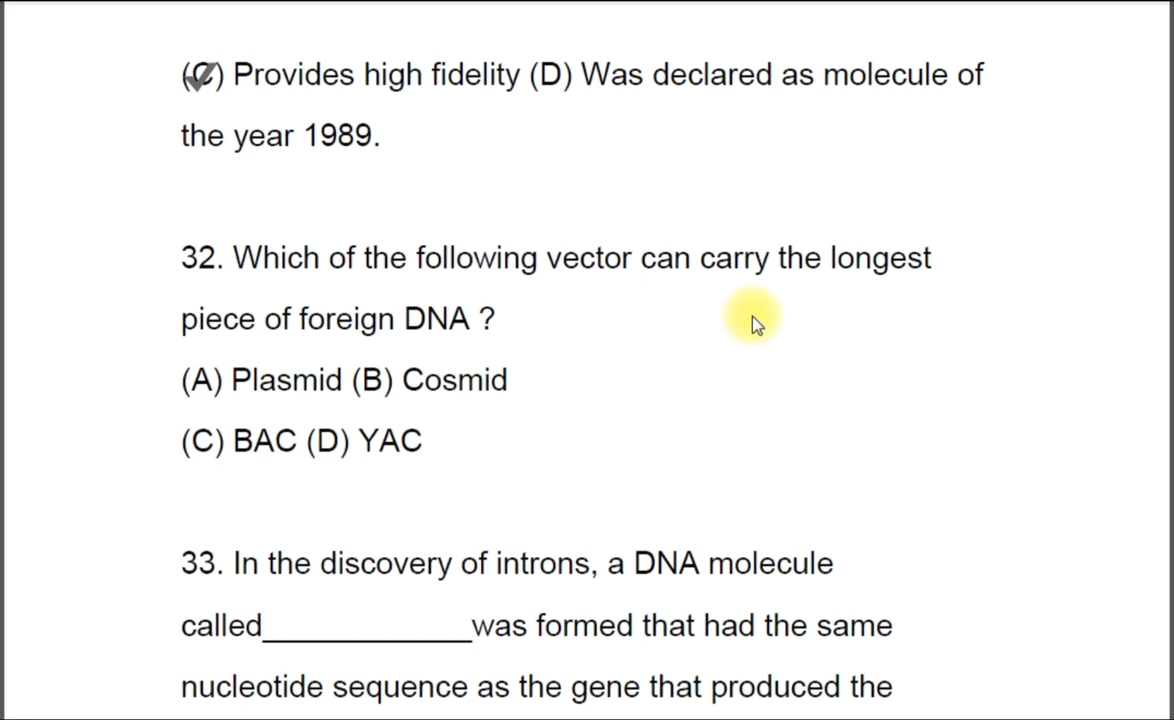 (C) Provides high fidelity (D) Was declared as molecule of
the year 1989.
32. Which of the following vector can carry the longest
piece of foreign DNA ?
(A) Plasmid (B) Cosmid
(C) BAC (D) YAC
33. In the discovery of introns, a DNA molecule
called_____________was formed that had the same
nucleotide sequence as the gene that produced the